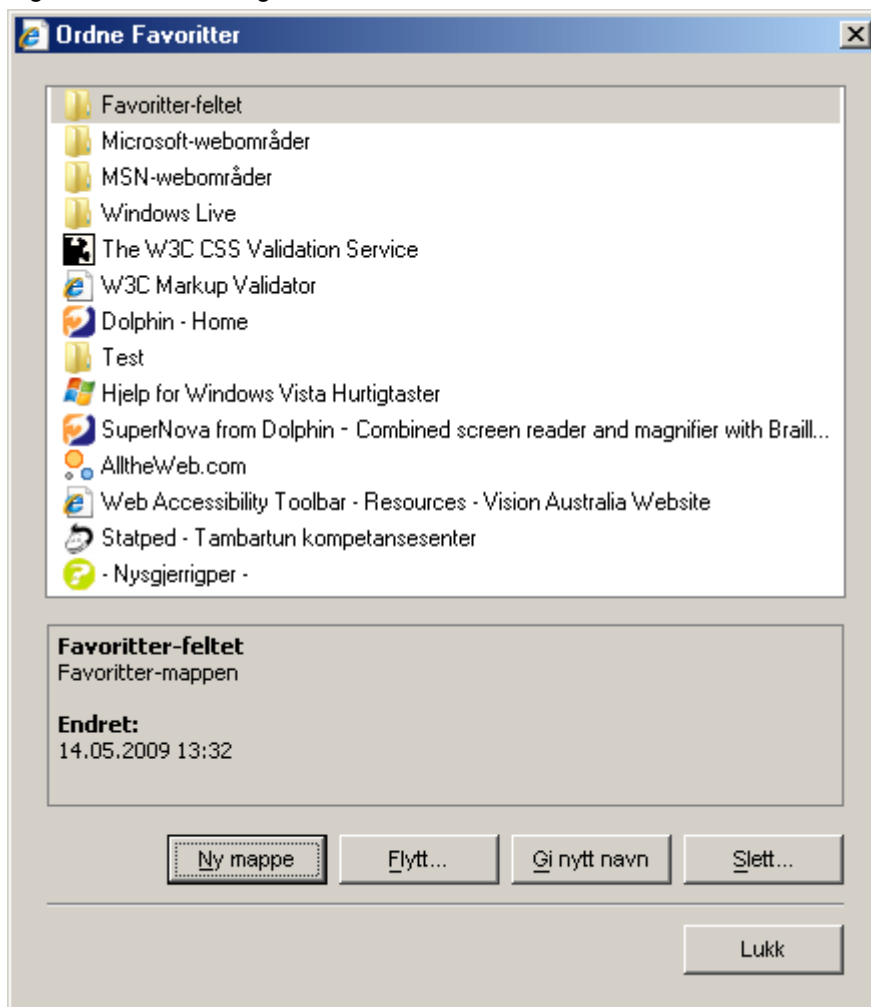 Ordne Favoritter
Favoritter-feltet
Microsoft-webområder
MSN-webområder
Windows Live
The W3C CSS Validation Service
W3C Markup Validator
Dolphin - Home
Test
Hjelp for Windows Vista Hurtigtaster
SuperNova from Dolphin - Combined screen reader and magnifier with Braill...
AlltheWeb.com
Web Accessibility Toolbar - Resources - Vision Australia Website
Statped - Tambartun kompetansesenter
- Nysgjerrigper -
Favoritter-feltet
Favoritter-mappen
Endret:
14.05.2009 13:32
Ny mappe Flytt... Gi nytt navn Slett...
Lukk